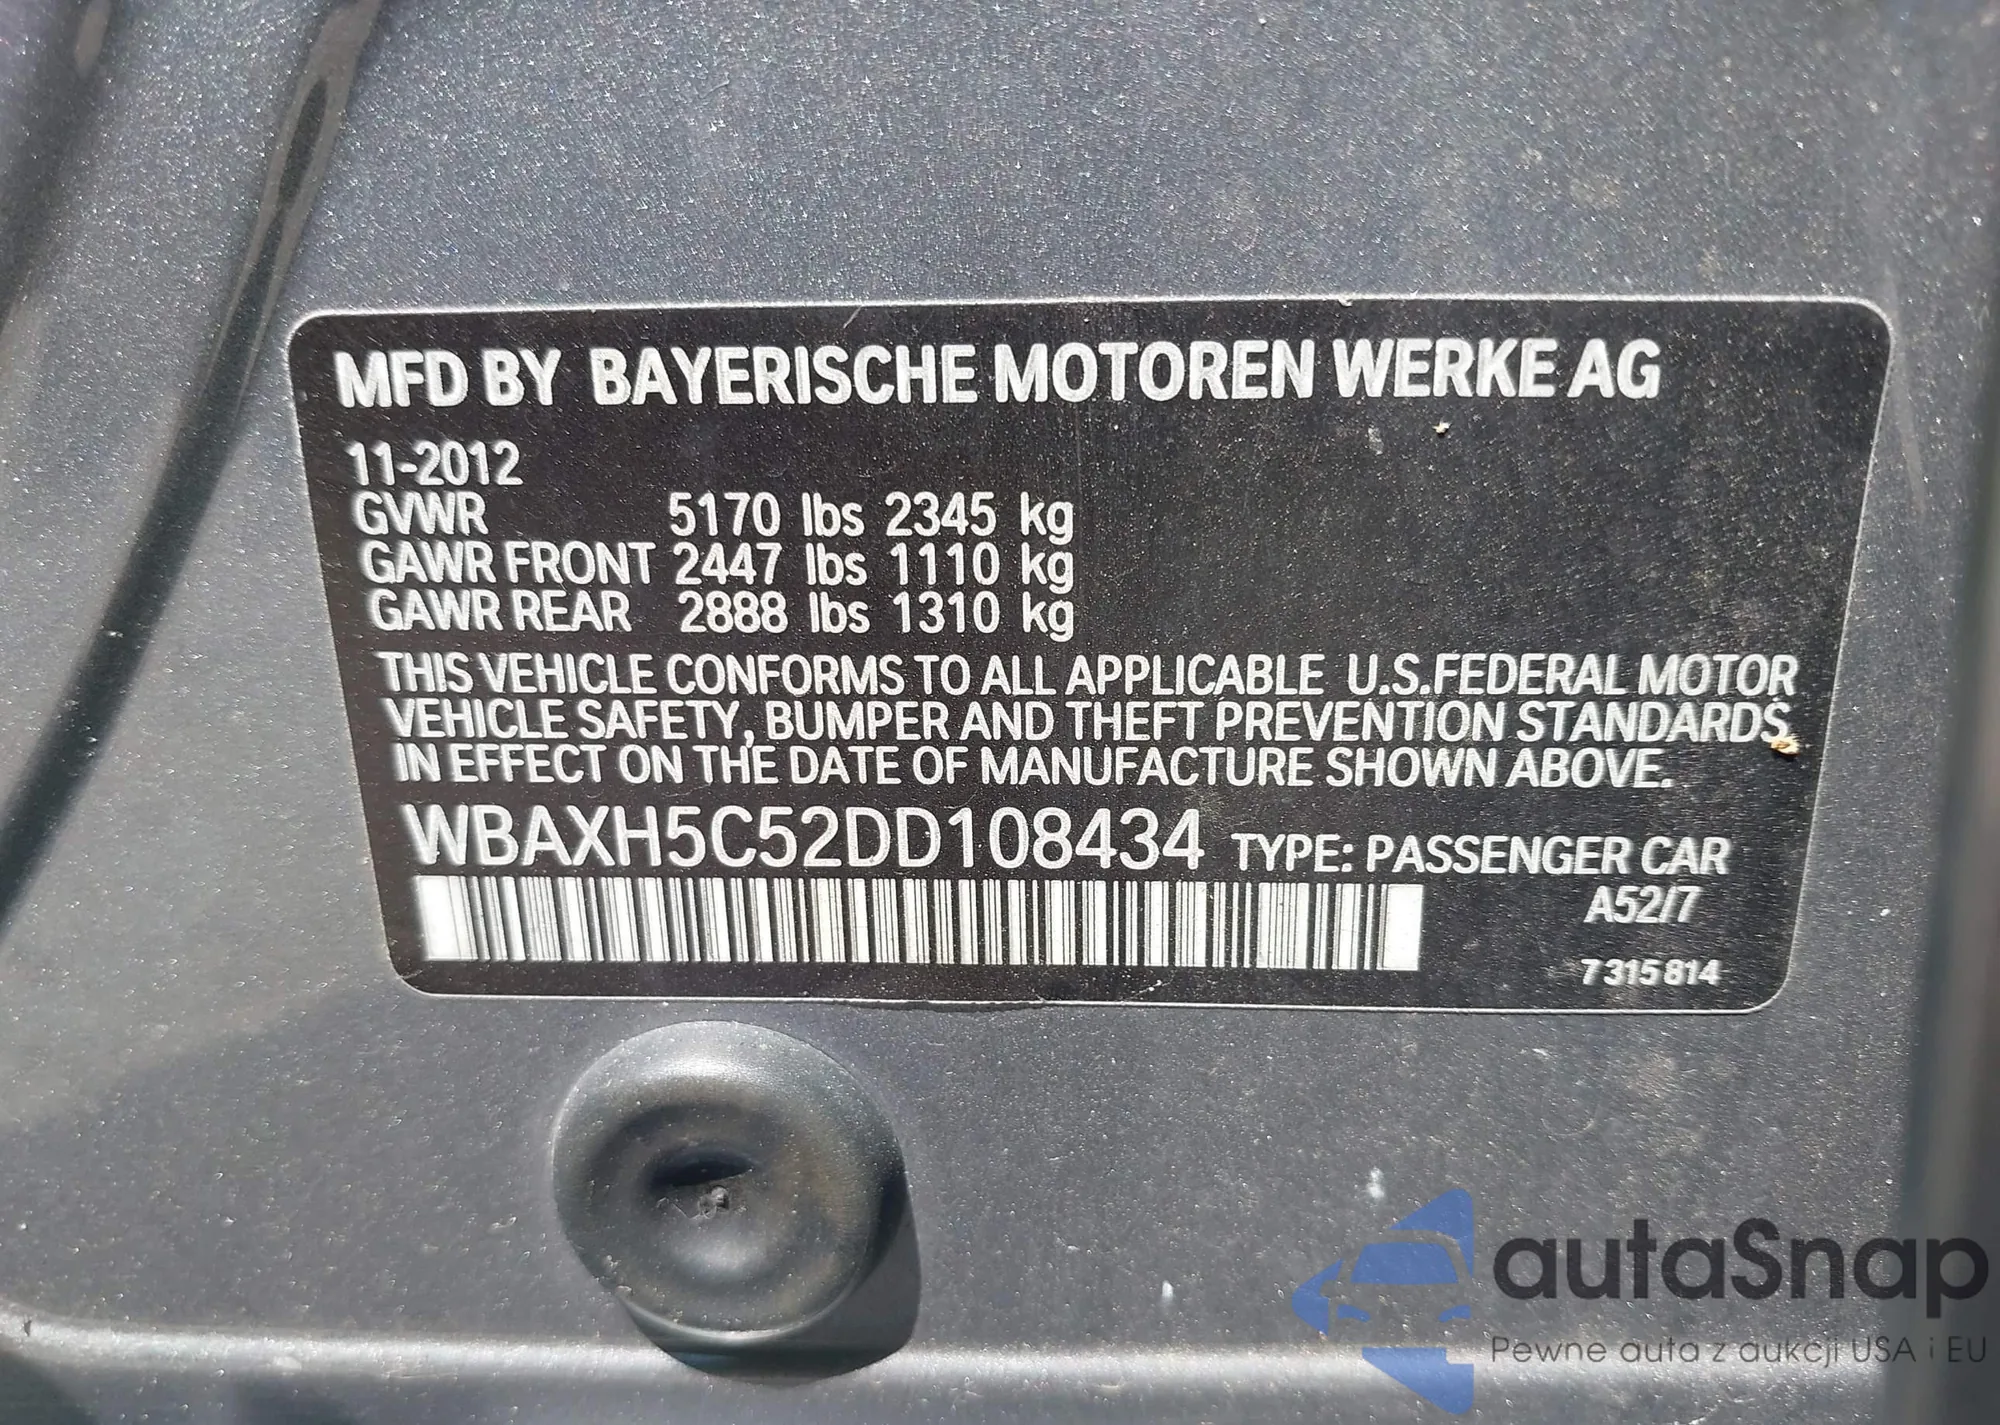 MFD BY BAYERISCHE MOTOREN WERKE AG
11-2012
GVWR 5170 lbs 2345 kg
GAWR FRONT 2447 lbs 1110 kg
GAWR REAR 2888 lbs 1310 kg
THIS VEHICLE CONFORMS TO ALL APPLICABLE U.S.FEDERAL MOTOR
VEHICLE SAFETY, BUMPER AND THEFT PREVENTION STANDARDS
IN EFFECT ON THE DATE OF MANUFACTURE SHOWN ABOVE.
WBAXH5C52DD108434 TYPE: PASSENGER CAR
A52/7
7315814
autaSnap
Pewne auta z aukcji USA i EU